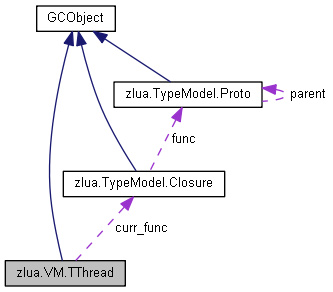 GCObject
zlua.TypeModel.Proto
parent
func
zlua.TypeModel.Closure
curr_func
zlua.VM.TThread